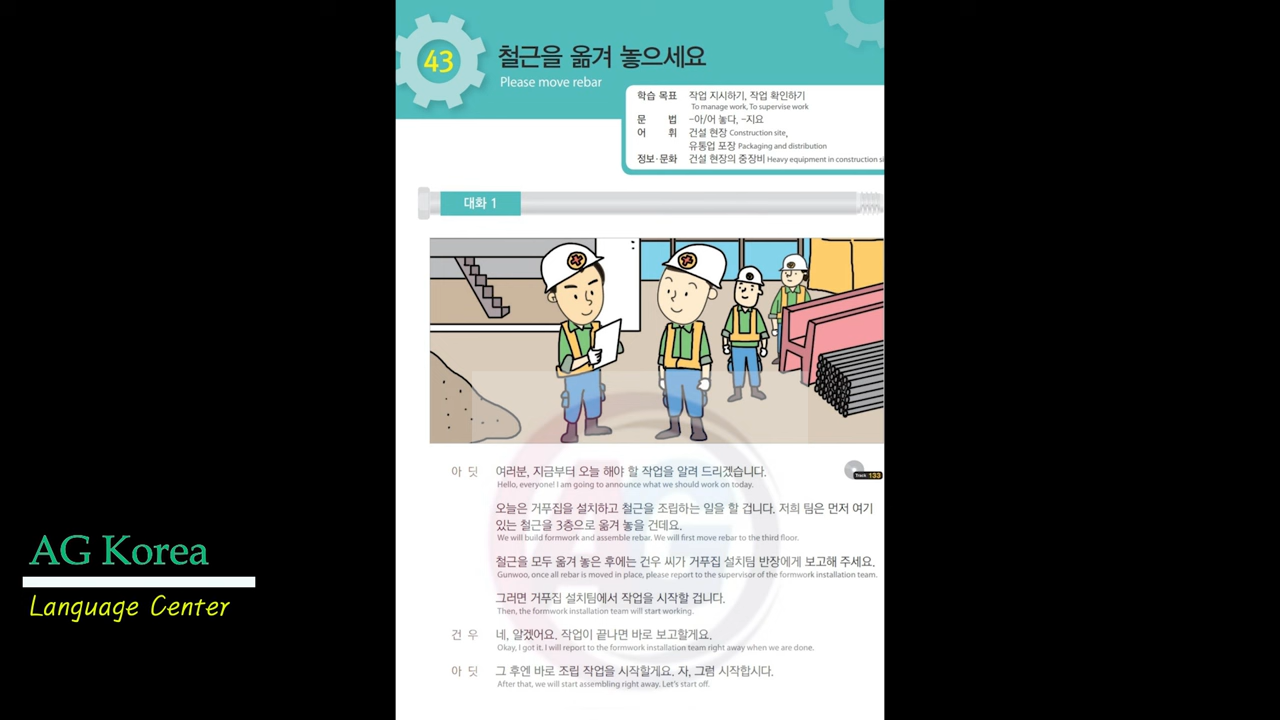 43
철근을 옮겨 놓으세요
Please move rebar
학습 목표 작업 지시하기, 작업 확인하기
To manage work, To supervise work
문 법 -아/어 놓다, -지요
어 휘 건설 현장 Construction site,
유통업 포장 Packaging and distribution
정보·문화 건설 현장의 중장비 Heavy equipment in construction si
대화 1
아 딧 여러분, 지금부터 오늘 해야 할 작업을 알려 드리겠습니다.
Track 133
Hello, everyone! I am going to announce what we should work on today.
오늘은 거푸집을 설치하고 철근을 조립하는 일을 할 겁니다. 저희 팀은 먼저 여기
있는 철근을 3층으로 옮겨 놓을 건데요.
We will build formwork and assemble rebar. We will first move rebar to the third floor.
철근을 모두 옮겨 놓은 후에는 건우 씨가 거푸집 설치팀 반장에게 보고해 주세요.
Gunwoo, once all rebar is moved in place, please report to the supervisor of the formwork installation team.
그러면 거푸집 설치팀에서 작업을 시작할 겁니다.
Then, the formwork installation team will start working.
건 우 네, 알겠어요. 작업이 끝나면 바로 보고할게요.
Okay, I got it. I will report to the formwork installation team right away when we are done.
아 딧 그 후엔 바로 조립 작업을 시작할게요. 자, 그럼 시작합시다.
After that, we will start assembling right away. Let's start off.
AG Korea
Language Center